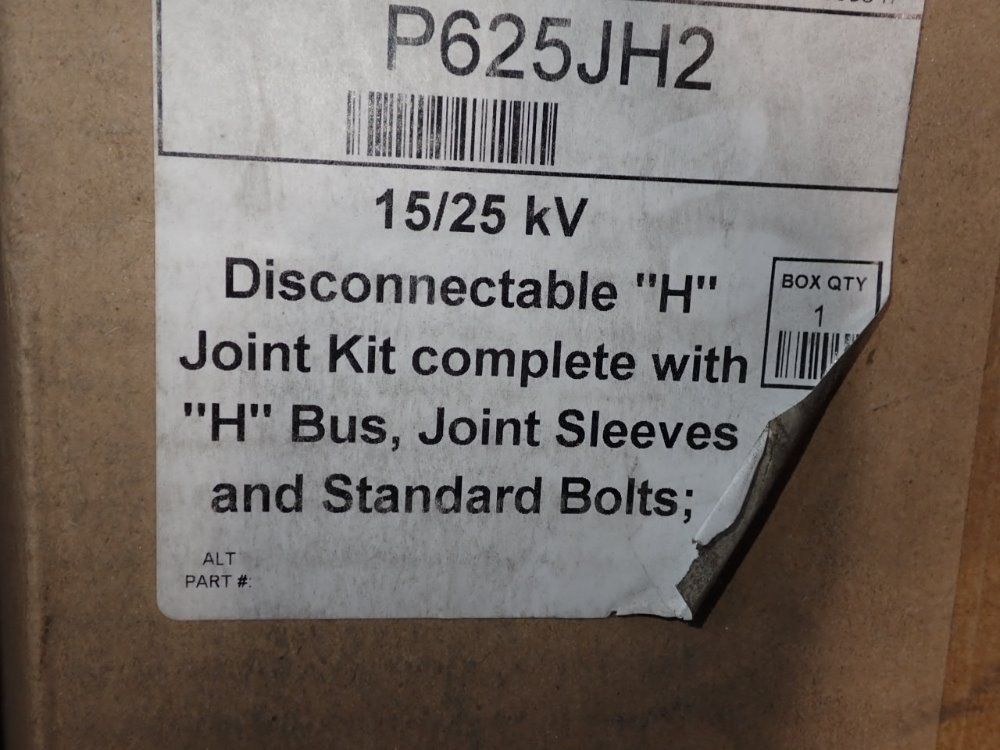 P625JH2
15/25 kV
Disconnectable "H"
Joint Kit complete with
"H" Bus, Joint Sleeves
and Standard Bolts;
BOX QTY
1
ALT
PART #: